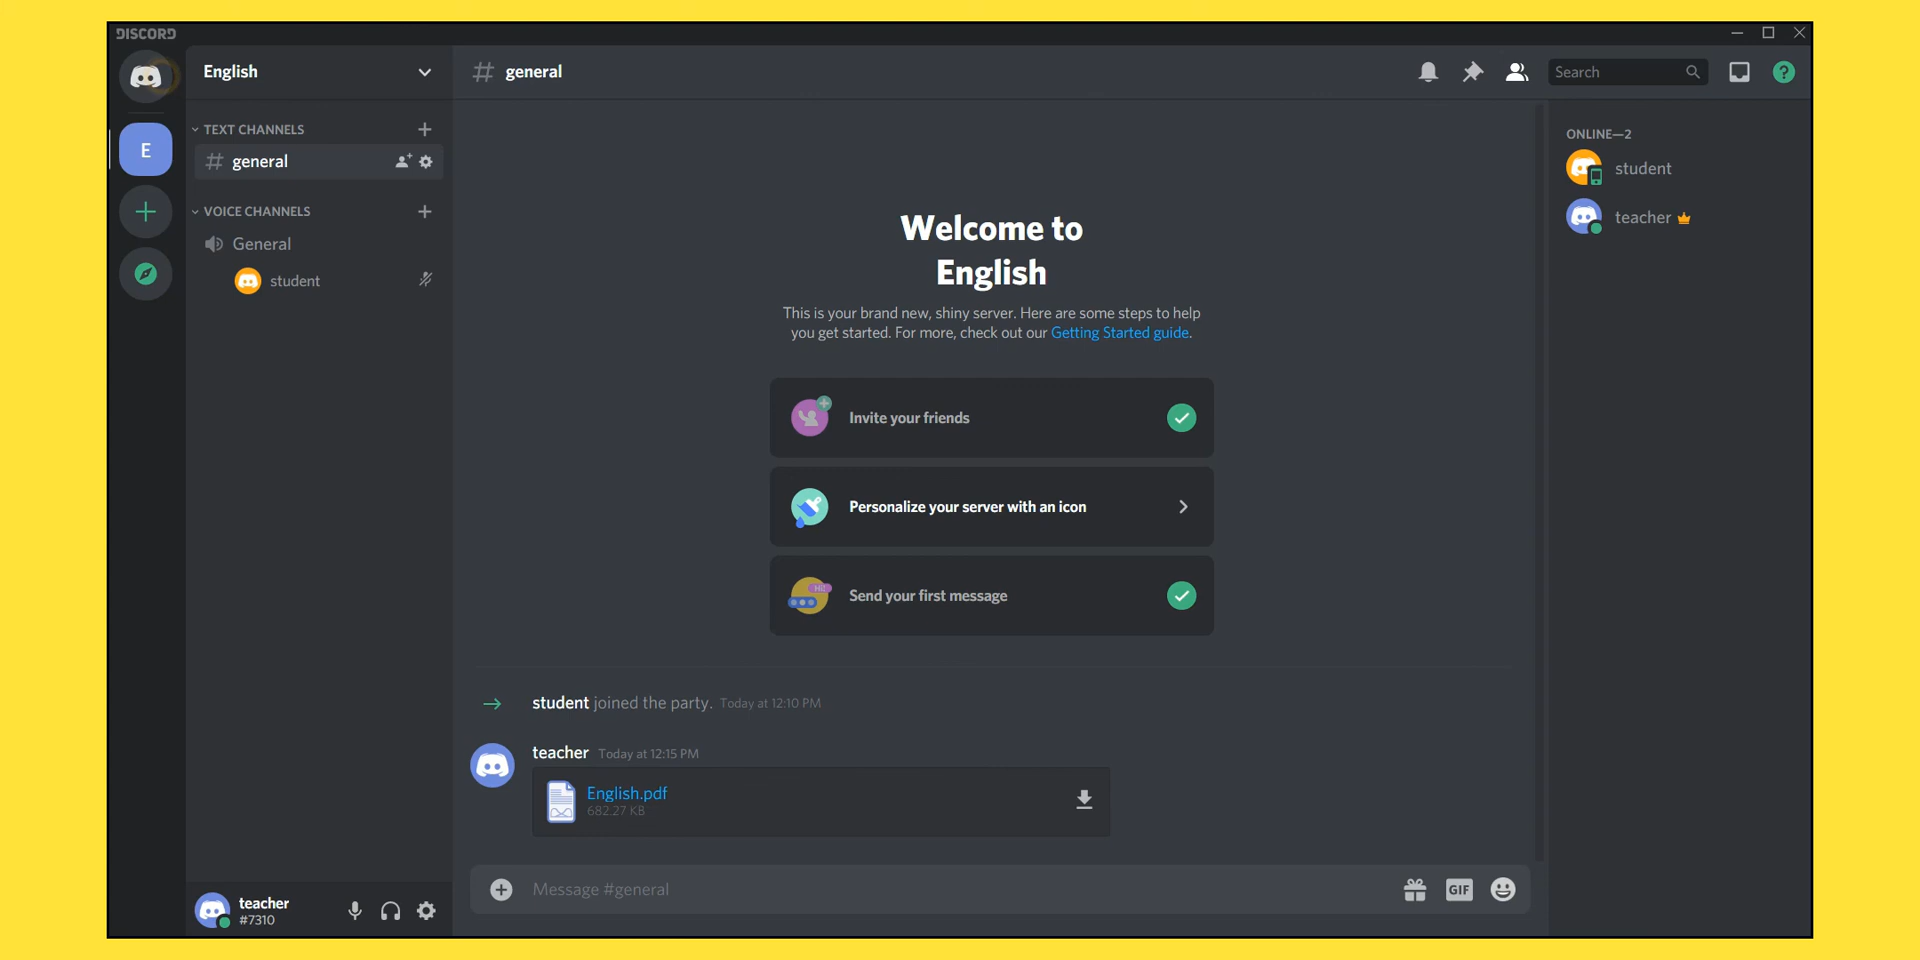 DISCORD
English
general
Search
TEXT CHANNELS
general
VOICE CHANNELS
General
student
E
Welcome to
English
This is your brand new, shiny server. Here are some steps to help
you get started. For more, check out our Getting Started guide.
Invite your friends
Personalize your server with an icon
Hi!
Send your first message
student joined the party. Today at 12:10 PM
teacher Today at 12:15 PM
English.pdf
682.27 KB
Message #general
GIF
teacher
#7310
ONLINE—2
student
teacher